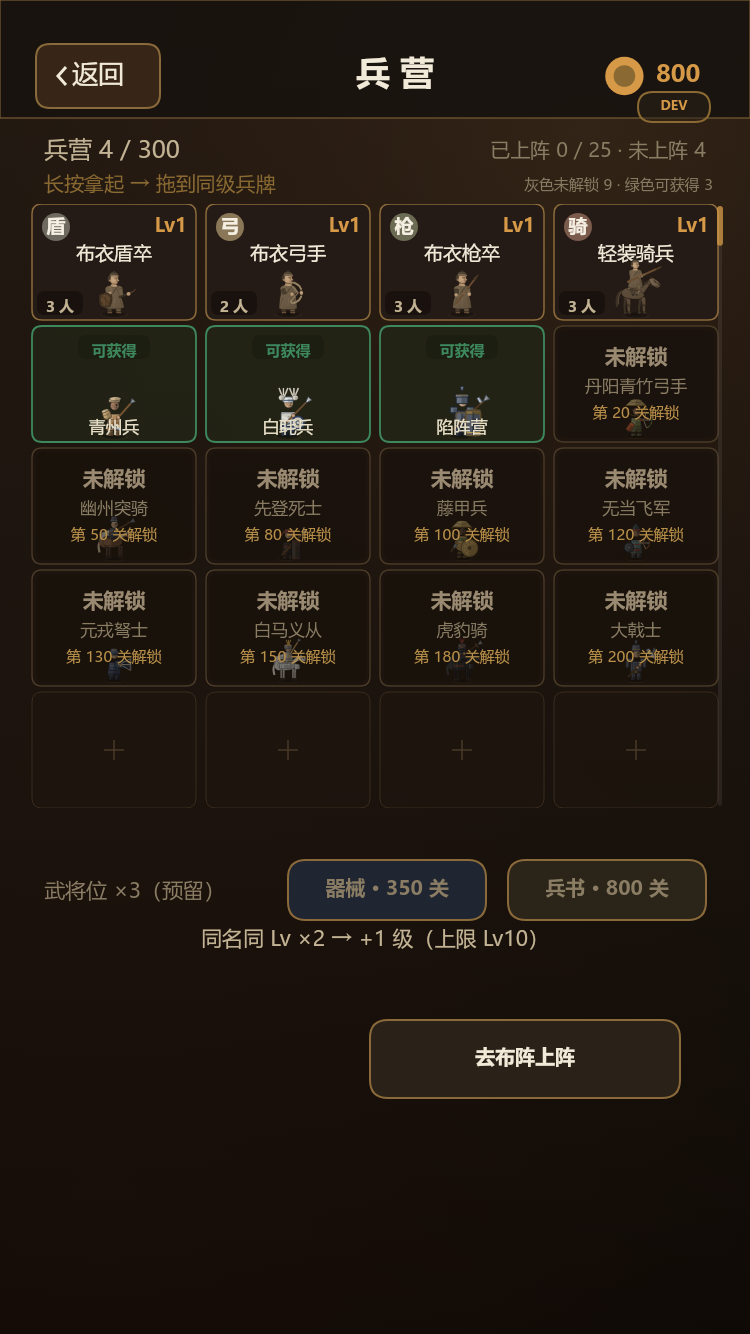 返回
兵营
800
DEV
兵营 4 / 300
已上阵 0 / 25 · 未上阵 4
长按拿起 → 拖到同级兵牌
灰色未解锁 9 · 绿色可获得 3
盾 Lv1
布衣盾卒
3 人
弓 Lv1
布衣弓手
2 人
枪 Lv1
布衣枪卒
3 人
骑 Lv1
轻装骑兵
3 人
可获得
青州兵
可获得
白毦兵
可获得
陷阵营
未解锁
丹阳青竹弓手
第 20 关解锁
未解锁
幽州突骑
第 50 关解锁
未解锁
先登死士
第 80 关解锁
未解锁
藤甲兵
第 100 关解锁
未解锁
无当飞军
第 120 关解锁
未解锁
元戎弩士
第 130 关解锁
未解锁
白马义从
第 150 关解锁
未解锁
虎豹骑
第 180 关解锁
未解锁
大戟士
第 200 关解锁
武将位 ×3（预留）
器械 · 350 关
兵书 · 800 关
同名同 Lv ×2 → +1 级（上限 Lv10）
去布阵上阵